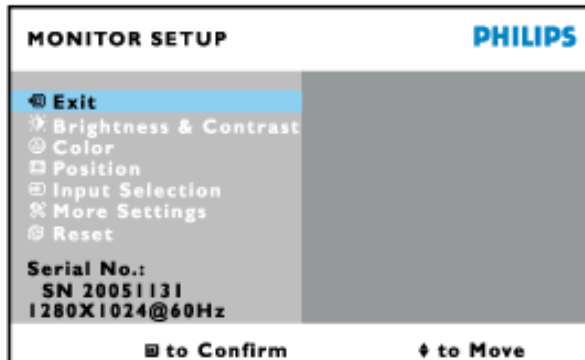 MONITOR SETUP
PHILIPS
Exit
Brightness & Contrast
Color
Position
Input Selection
More Settings
Reset
Serial No.:
SN 20051131
1280X1024@60Hz
to Confirm
to Move